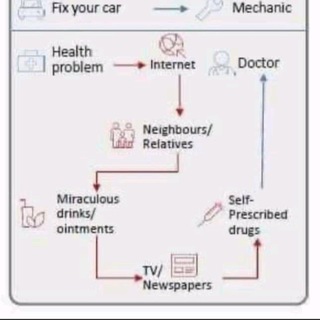 Fix your car
Mechanic
Health
problem
Internet
Doctor
Neighbours/
Relatives
Miraculous
drinks/
ointments
Self-
Prescribed
drugs
TV/
Newspapers